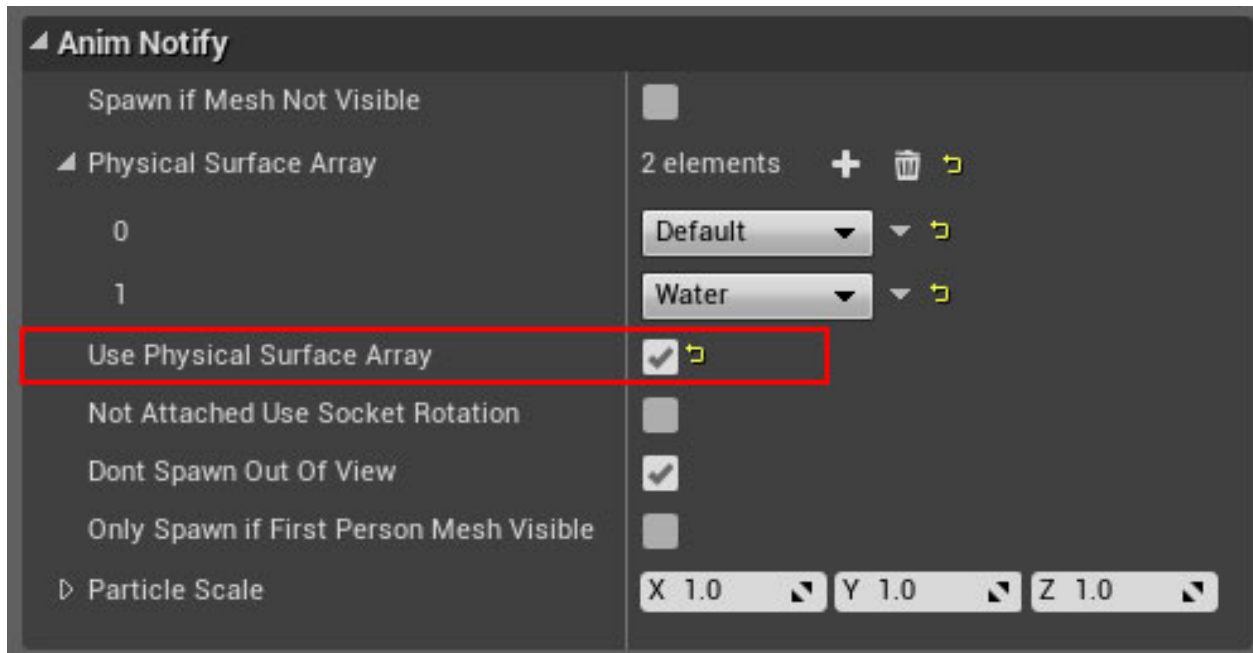 Anim Notify
Spawn if Mesh Not Visible
Physical Surface Array 2 elements
0 Default
1 Water
Use Physical Surface Array
Not Attached Use Socket Rotation
Dont Spawn Out Of View
Only Spawn if First Person Mesh Visible
Particle Scale X 1.0 Y 1.0 Z 1.0